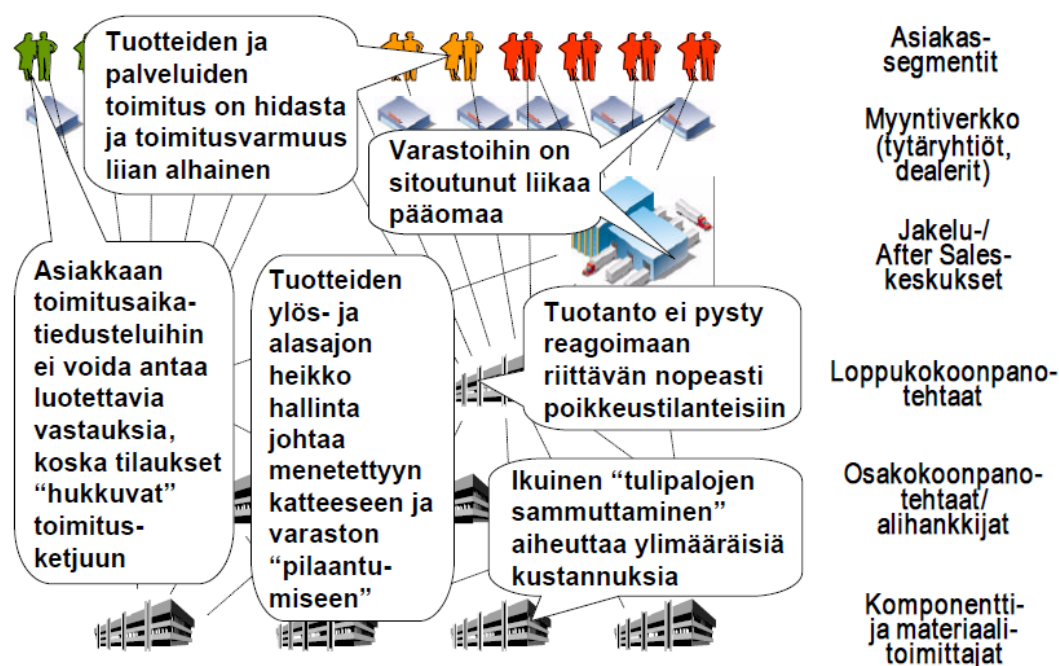 Tuotteiden ja
palveluiden
toimitus on hidasta
ja toimitusvarmuus
liian alhainen
Varastoihin on
sitoutunut liikaa
pääomaa
Asiakkaan
toimitusaika-
tiedusteluihin
ei voida antaa
luotettavia
vastauksia,
koska tilaukset
“hukkuvat”
toimitus-
ketjuun
Tuotteiden
ylös- ja
alasajon
heikko
hallinta
johtaa
menetettyyn
katteeseen ja
varaston
“pilaantu-
miseen”
Tuotanto ei pysty
reagoimaan
riittävän nopeasti
poikkeustilanteisiin
Ikuinen “tulipalojen
sammuttaminen”
aiheuttaa ylimääräisiä
kustannuksia
Asiakas-
segmentit
Myyntiverkko
(tytäryhtiöt,
dealerit)
Jakelu-/
After Sales-
keskukset
Loppukokoonpano-
tehtaat
Osakokoonpano-
tehtaat/
alihankkijat
Komponentti-
ja materiaali-
toimittajat